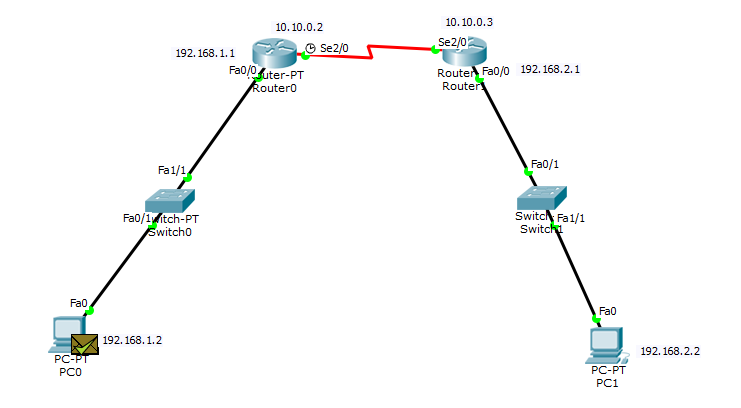 10.10.0.2
10.10.0.3
192.168.1.1
Se2/0
Se2/0
Fa0/0
Router-PT
Router0
Router
Router1
Fa0/0
192.168.2.1
Fa1/1
Fa0/1
Fa0/1
Switch-PT
Switch0
Switch
Switch1
Fa1/1
Fa0
192.168.1.2
PC-PT
PC0
Fa0
192.168.2.2
PC-PT
PC1